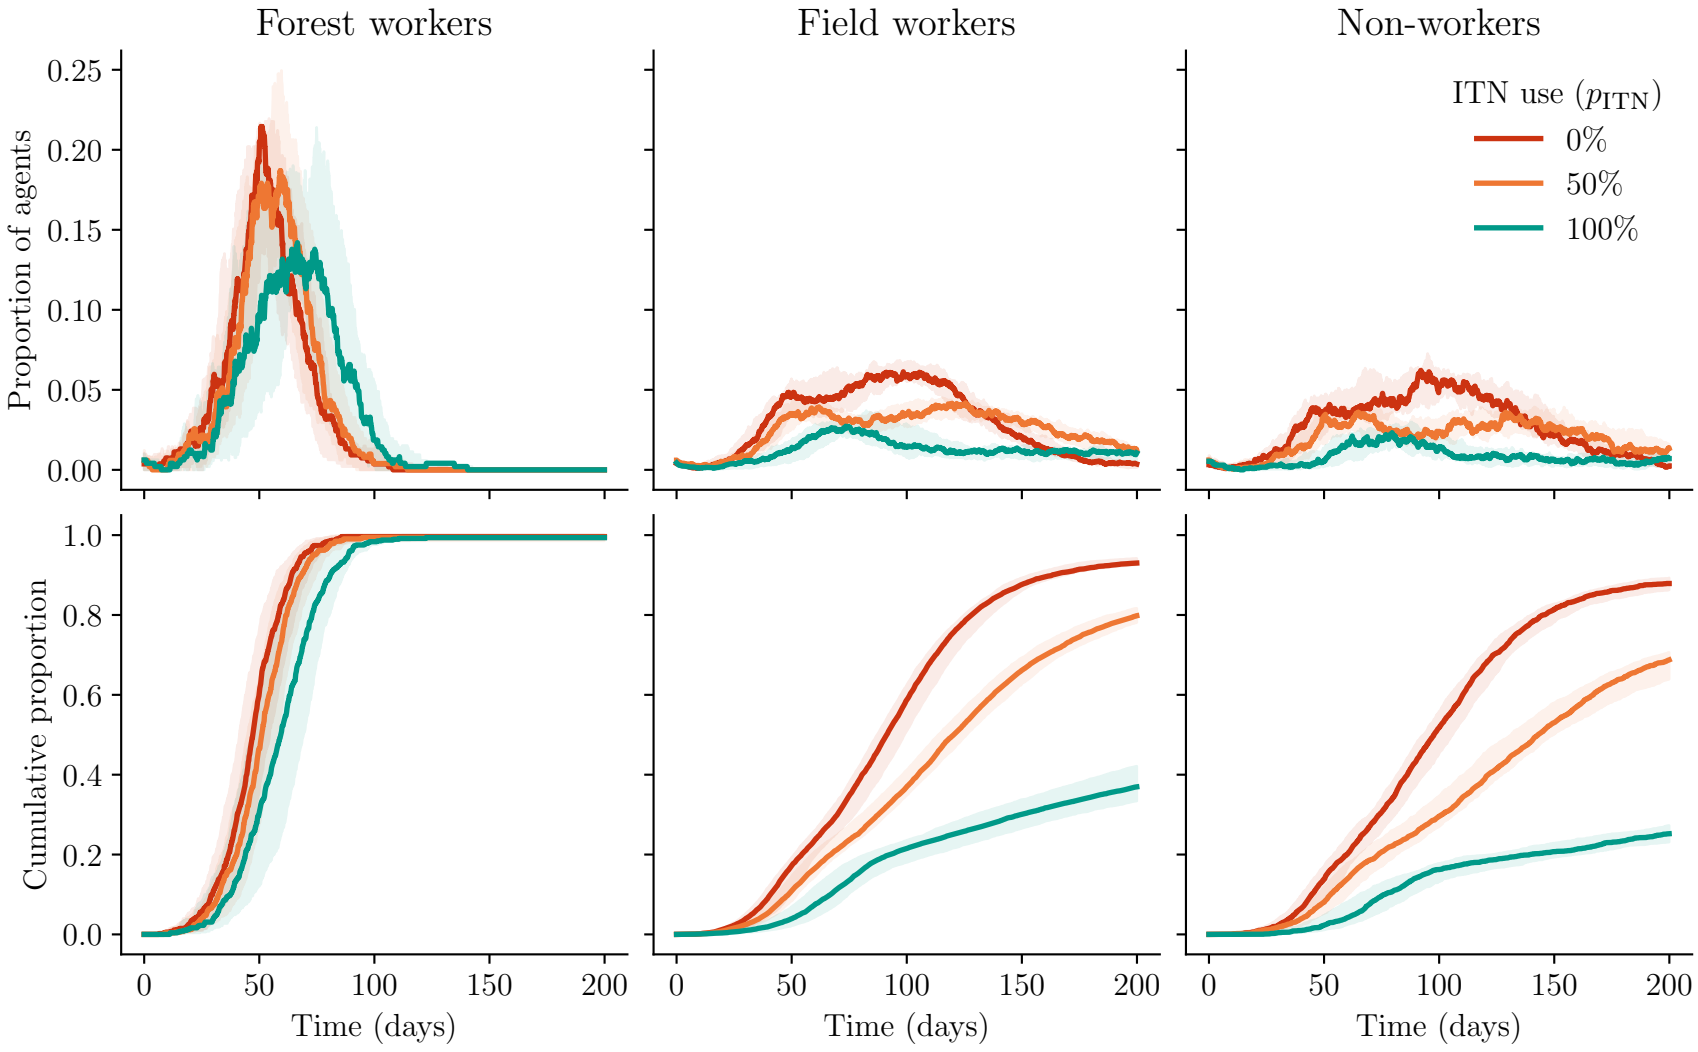 Forest workers
Field workers
Non-workers
Proportion of agents
0.25
0.20
0.15
0.10
0.05
0.00
ITN use (pITN)
0%
50%
100%
Cumulative proportion
1.0
0.8
0.6
0.4
0.2
0.0
0 50 100 150 200
0 50 100 150 200
0 50 100 150 200
Time (days)
Time (days)
Time (days)